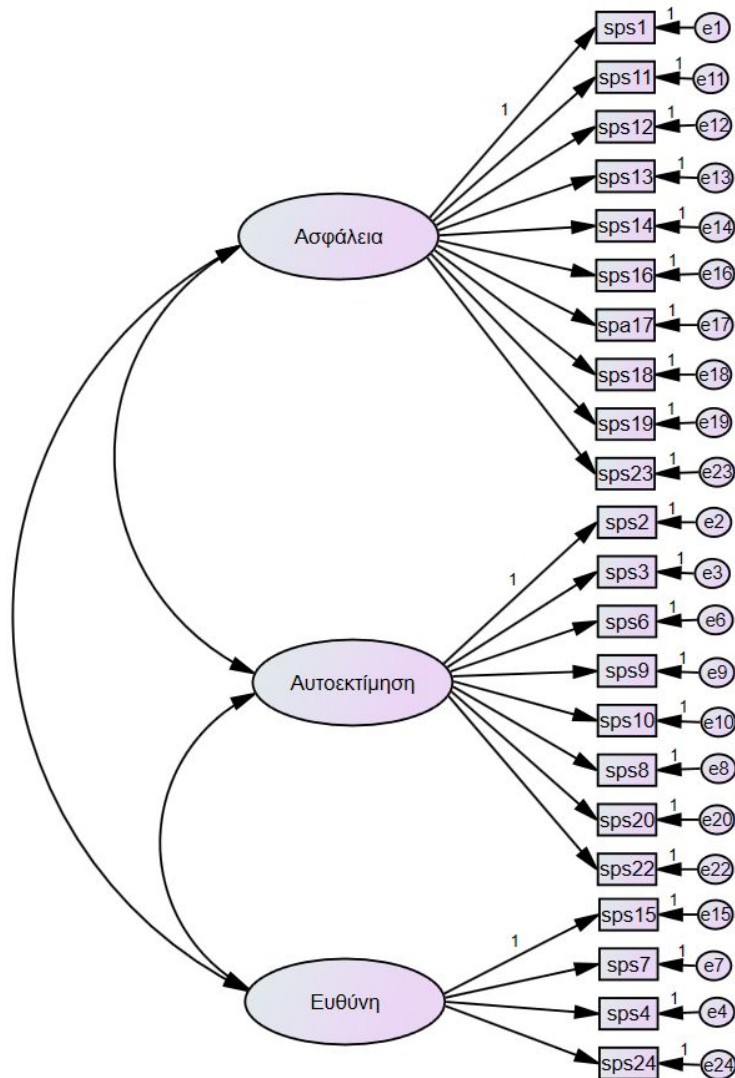 sps1 1 e1
sps11 1 e11
1
sps12 1 e12
sps13 1 e13
Ασφάλεια
sps14 1 e14
sps16 1 e16
spa17 1 e17
sps18 1 e18
sps19 1 e19
sps23 1 e23
sps2 1 e2
1
sps3 1 e3
sps6 1 e6
Αυτοεκτίμηση
sps9 1 e9
sps10 1 e10
sps8 1 e8
sps20 1 e20
sps22 1 e22
sps15 1 e15
1
sps7 1 e7
Ευθύνη
sps4 1 e4
sps24 1 e24